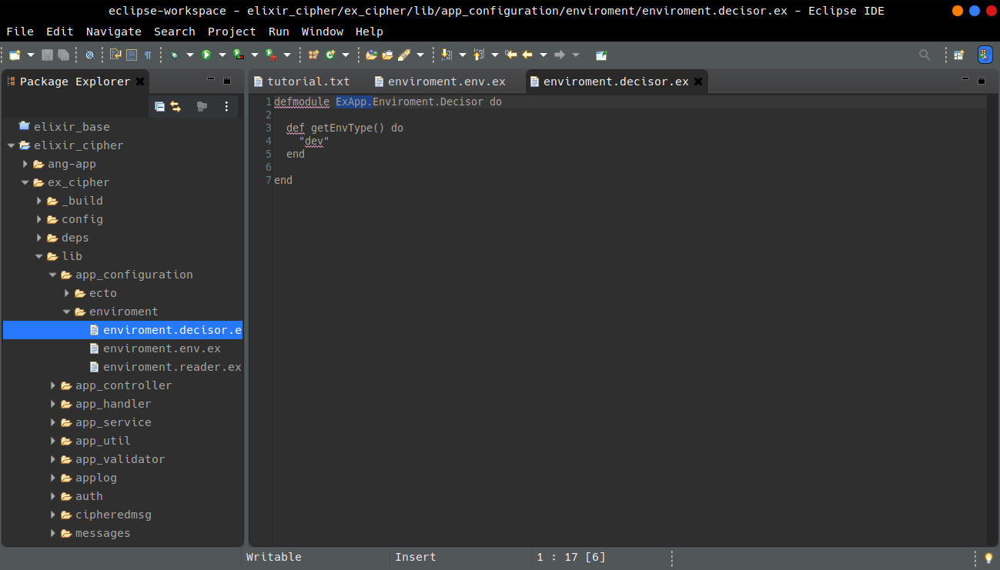 eclipse-workspace - elixir_cipher/ex_cipher/lib/app_configuration/enviroment/enviroment.decisor.ex - Eclipse IDE
File Edit Navigate Search Project Run Window Help
Package Explorer
tutorial.txt enviroment.env.ex enviroment.decisor.ex
elixir_base
elixir_cipher
ang-app
ex_cipher
_build
config
deps
lib
app_configuration
ecto
enviroment
enviroment.decisor.e
enviroment.env.ex
enviroment.reader.ex
app_controller
app_handler
app_service
app_util
app_validator
applog
auth
cipheredmsg
messages
1 defmodule ExApp.Enviroment.Decisor do
2
3 def getEnvType() do
4 "dev"
5 end
6
7 end
Writable Insert 1 : 17 [6]